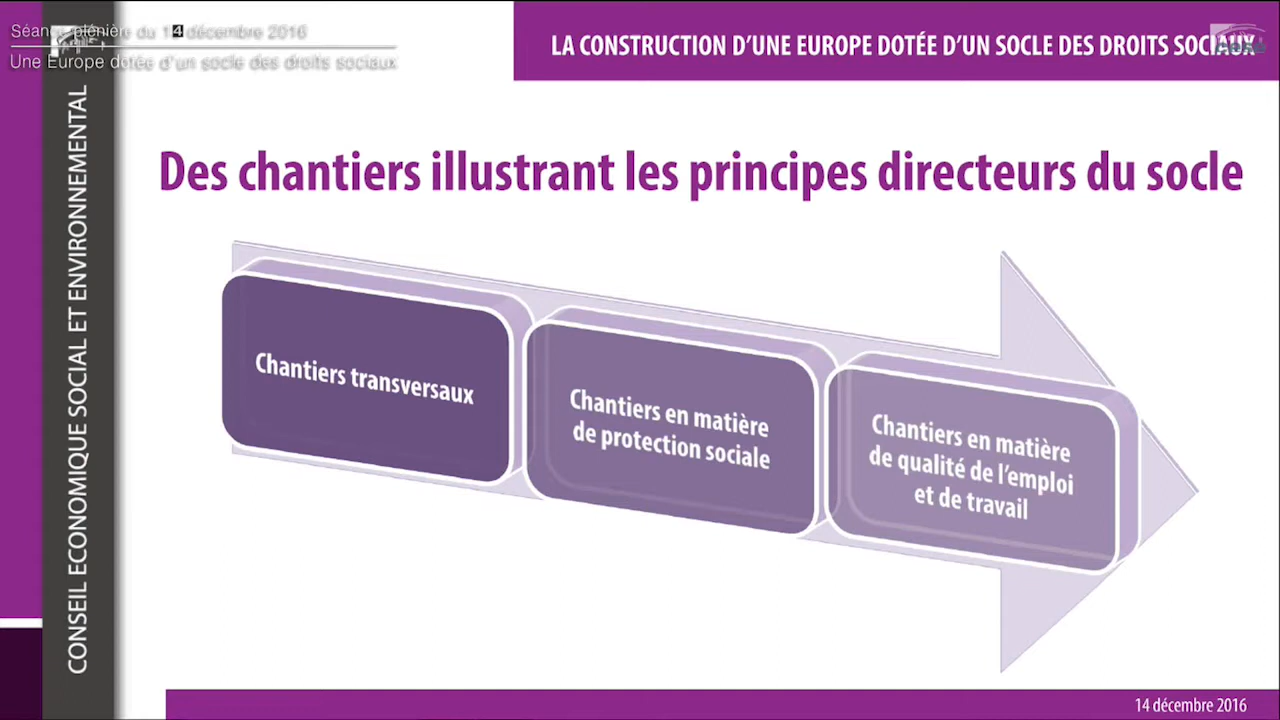 Séance plénière du 14 décembre 2016
Une Europe dotée d'un socle des droits sociaux
LA CONSTRUCTION D'UNE EUROPE DOTÉE D'UN SOCLE DES DROITS SOCIAUX
CONSEIL ECONOMIQUE SOCIAL ET ENVIRONNEMENTAL
Des chantiers illustrant les principes directeurs du socle
Chantiers transversaux
Chantiers en matière
de protection sociale
Chantiers en matière
de qualité de l'emploi
et de travail
14 décembre 2016